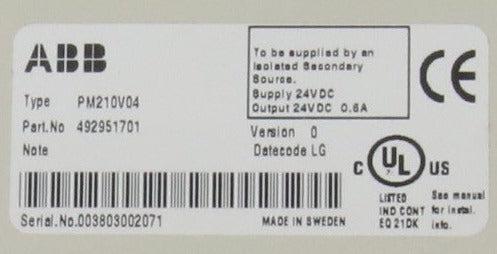 ABB
To be supplied by an
Isolated Secondary
Source.
Supply 24VDC
Output 24VDC 0.6A
CE
Type PM210V04
Part.No 492951701
Note
Version 0
Datecode LG
C UL US
LISTED
IND CONT
EQ 21DK
See manual
for instal.
info.
Serial.No.003803002071
MADE IN SWEDEN